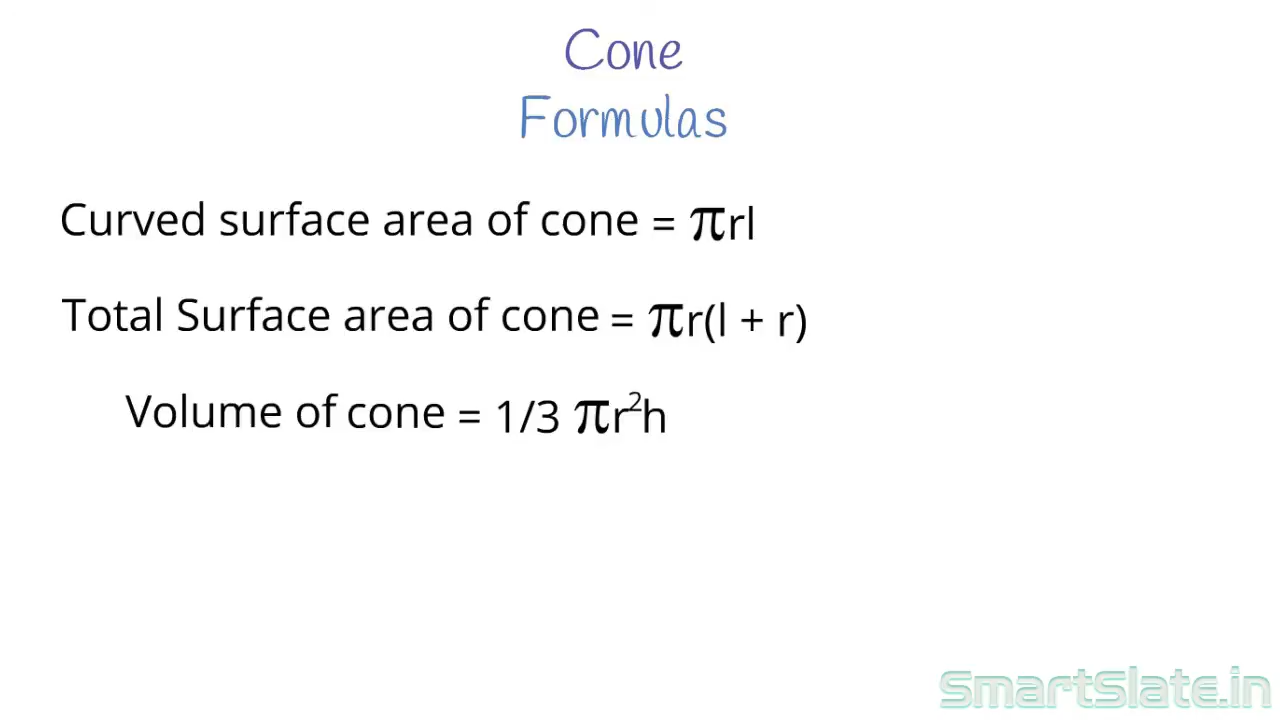 Cone
Formulas
Curved surface area of cone = πrl
Total Surface area of cone = πr(l + r)
Volume of cone = 1/3 πr²h
SmartSlate.in